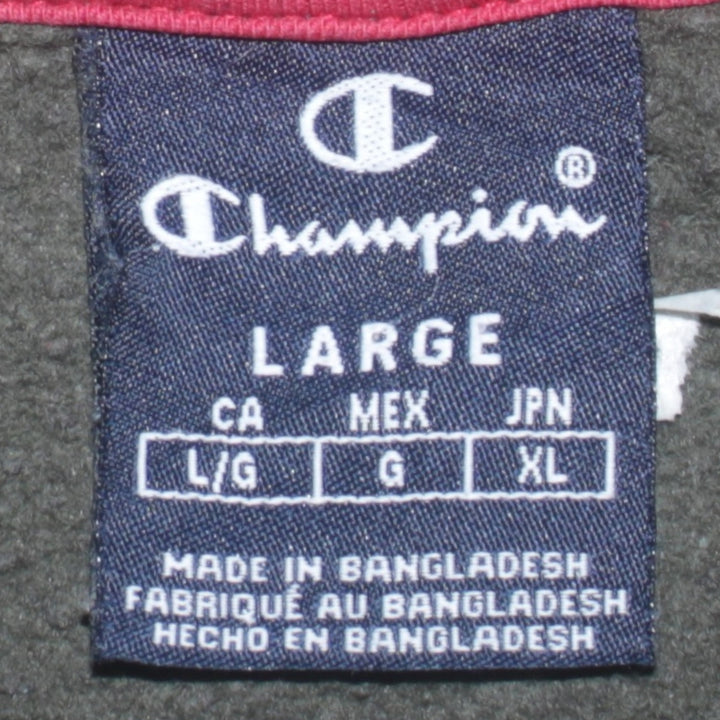 C
Champion®
LARGE
CA MEX JPN
L/G G XL
MADE IN BANGLADESH
FABRIQUÉ AU BANGLADESH
HECHO EN BANGLADESH